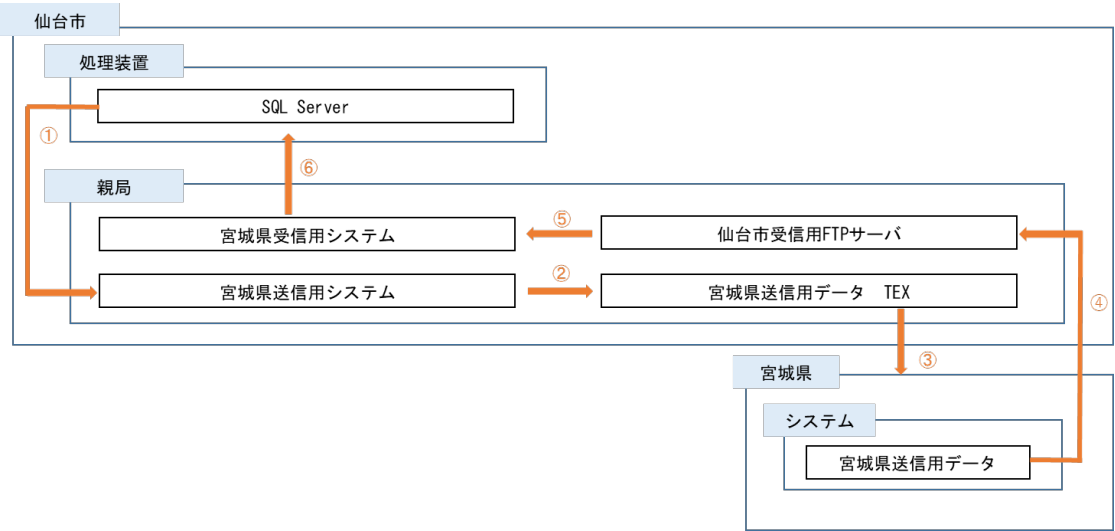 仙台市
処理装置
SQL Server
①
⑥
親局
宮城県受信用システム
⑤
仙台市受信用FTPサーバ
宮城県送信用システム
②
宮城県送信用データ　TEX
④
③
宮城県
システム
宮城県送信用データ